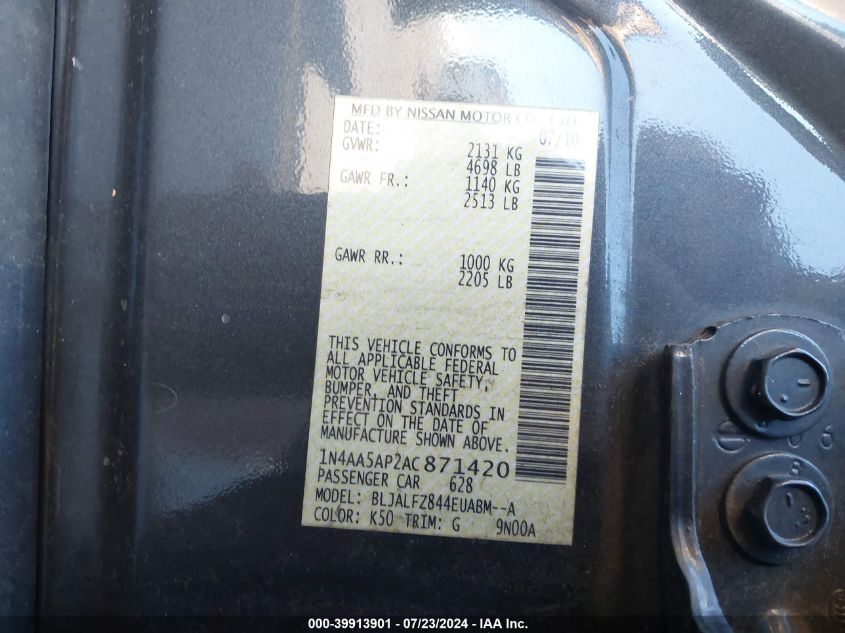 MFD BY NISSAN MOTOR CO., LTD.
DATE: 07/10
GVWR: 2131 KG
4698 LB
GAWR FR.: 1140 KG
2513 LB
GAWR RR.: 1000 KG
2205 LB
THIS VEHICLE CONFORMS TO
ALL APPLICABLE FEDERAL
MOTOR VEHICLE SAFETY,
BUMPER, AND THEFT
PREVENTION STANDARDS IN
EFFECT ON THE DATE OF
MANUFACTURE SHOWN ABOVE.
1N4AA5AP2AC871420
PASSENGER CAR 628
MODEL: BLJALFZ844EUABM--A
COLOR: K50 TRIM: G 9N00A
000-39913901 / 07/23/2024 - IAA Inc.